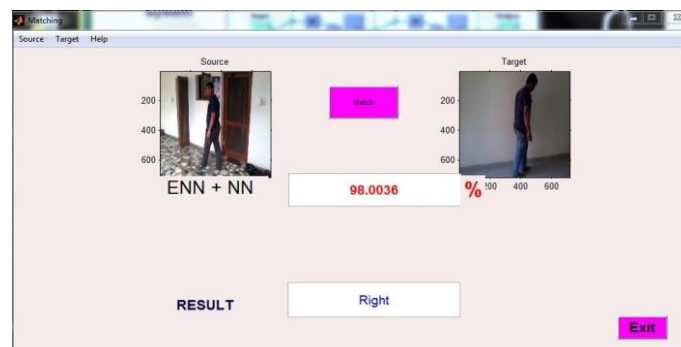 Matching
Source Target Help
Source
Target
200
400
600
Match
200
400
600
200 400 600
ENN + NN
98.0036
%
RESULT
Right
Exit